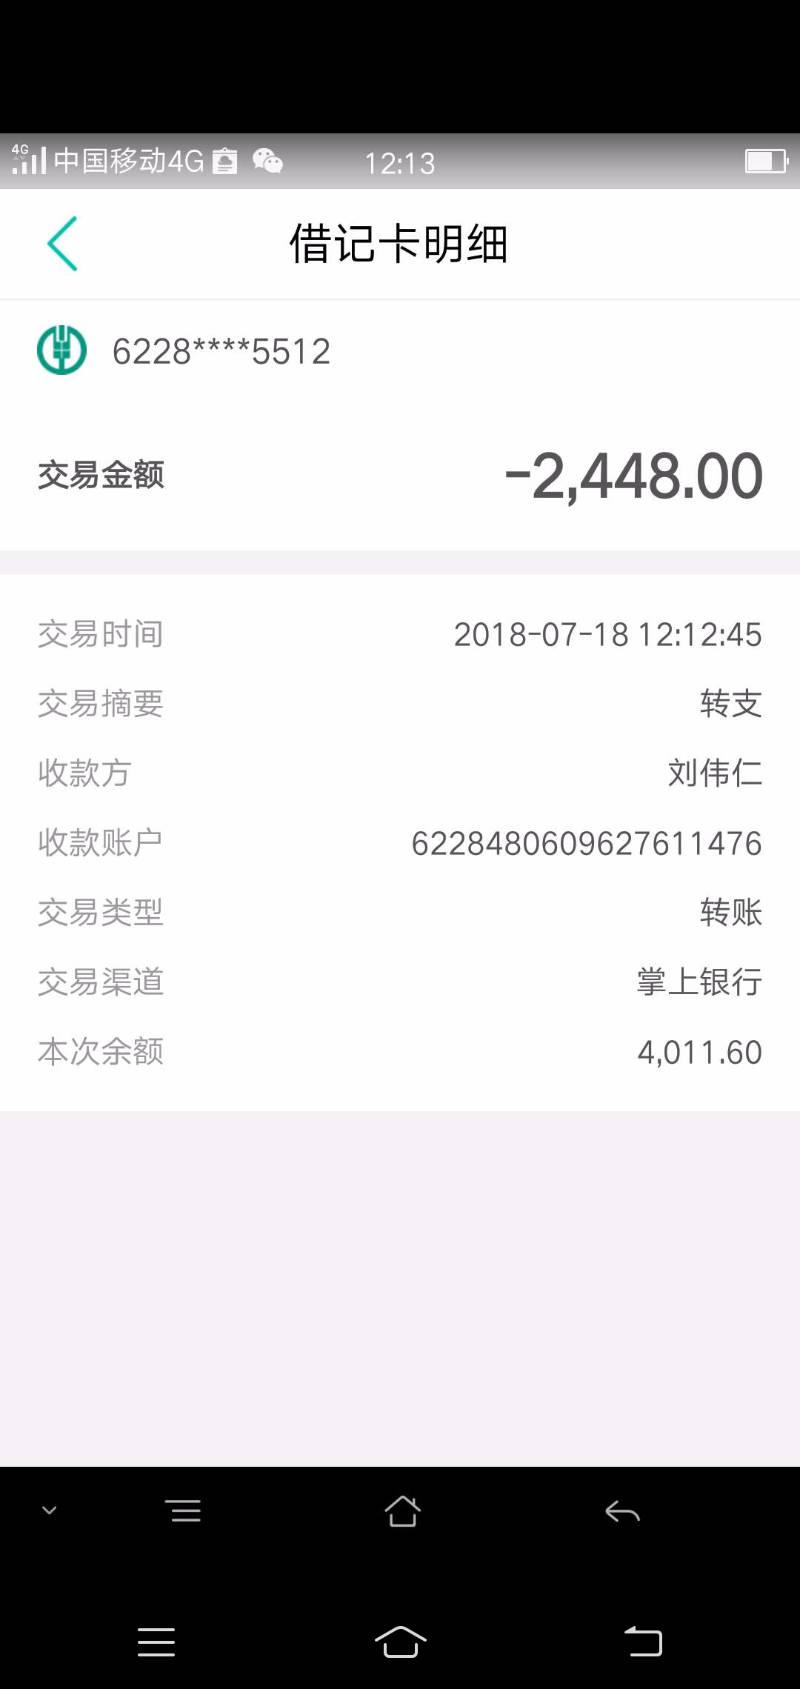 4G 中国移动4G 12:13
借记卡明细
6228****5512
交易金额 -2,448.00
交易时间 2018-07-18 12:12:45
交易摘要 转支
收款方 刘伟仁
收款账户 6228480609627611476
交易类型 转账
交易渠道 掌上银行
本次余额 4,011.60